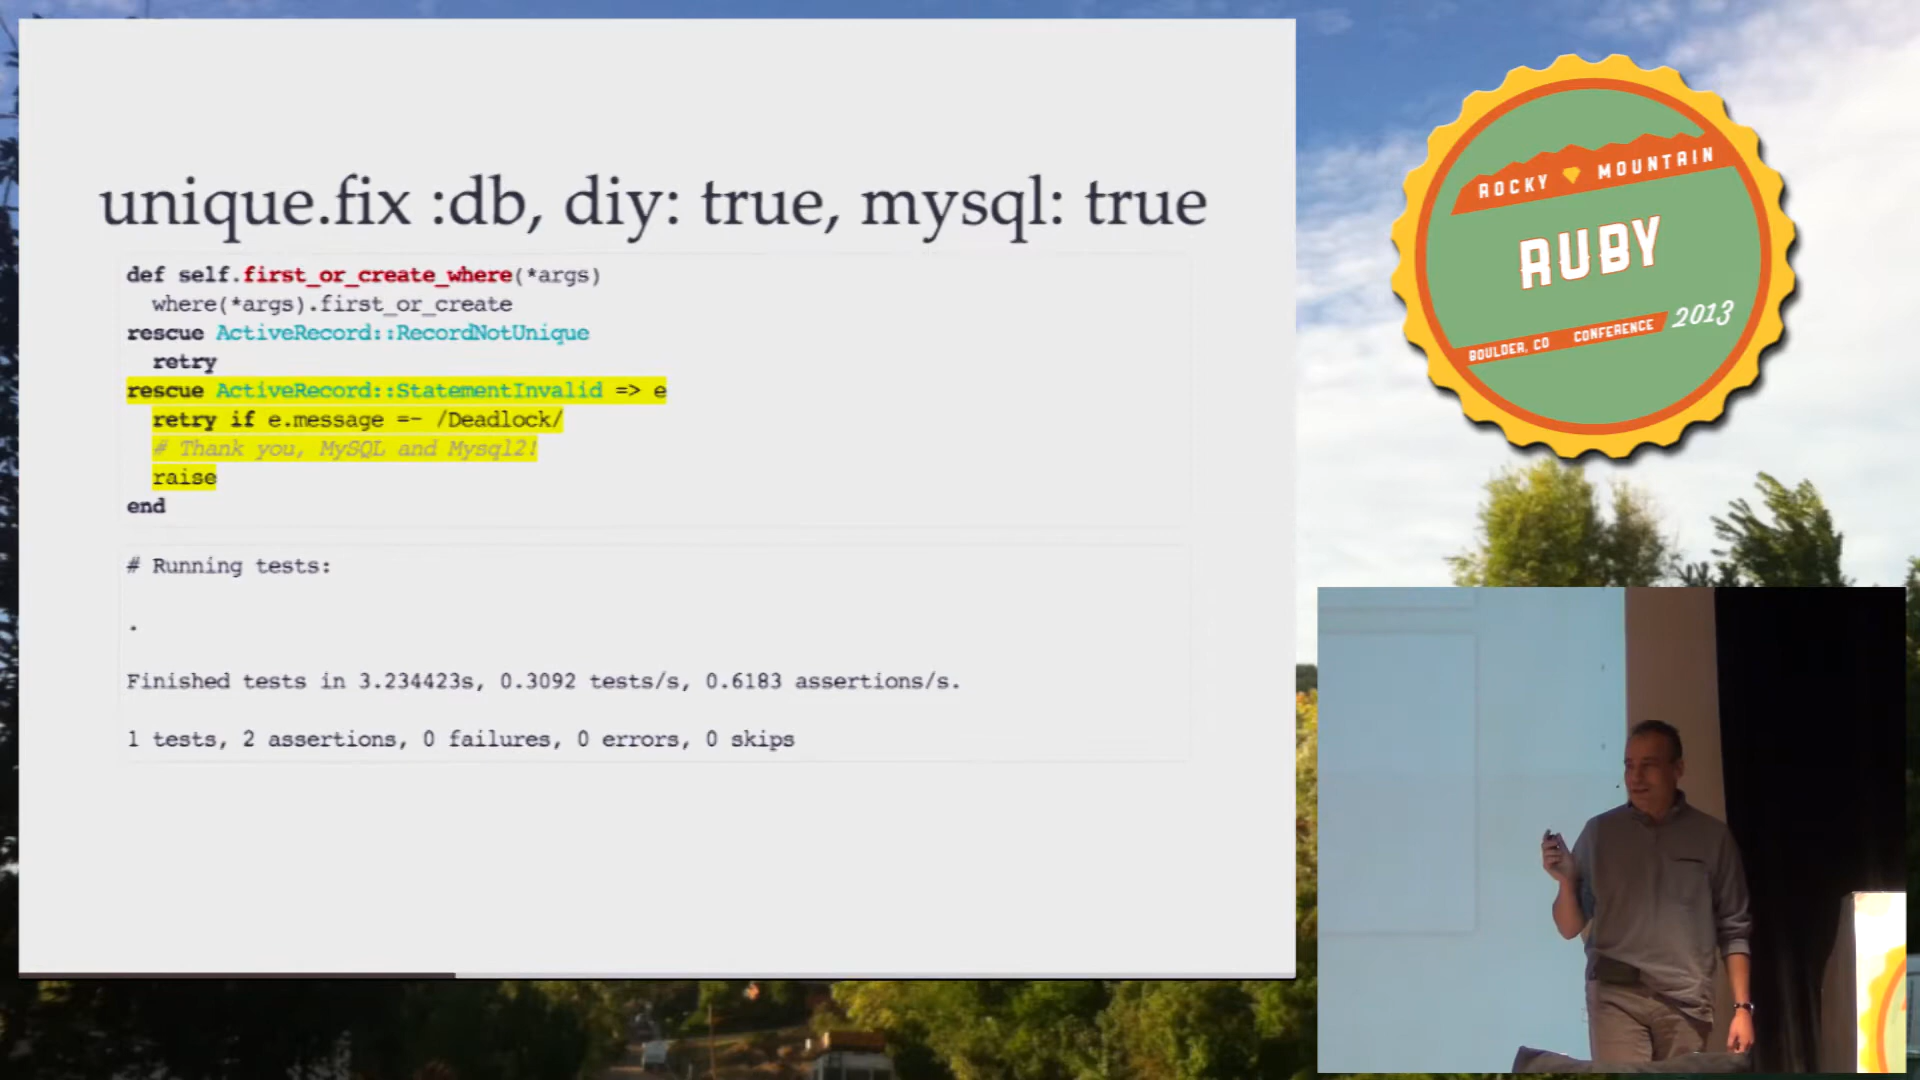 unique.fix :db, diy: true, mysql: true
def self.first_or_create_where(*args)
where(*args).first_or_create
rescue ActiveRecord::RecordNotUnique
retry
rescue ActiveRecord::StatementInvalid => e
retry if e.message =~ /Deadlock/
# Thank you, MySQL and Mysql2!
raise
end
# Running tests:
.
Finished tests in 3.234423s, 0.3092 tests/s, 0.6183 assertions/s.
1 tests, 2 assertions, 0 failures, 0 errors, 0 skips
ROCKY MOUNTAIN
RUBY
BOULDER, CO CONFERENCE 2013